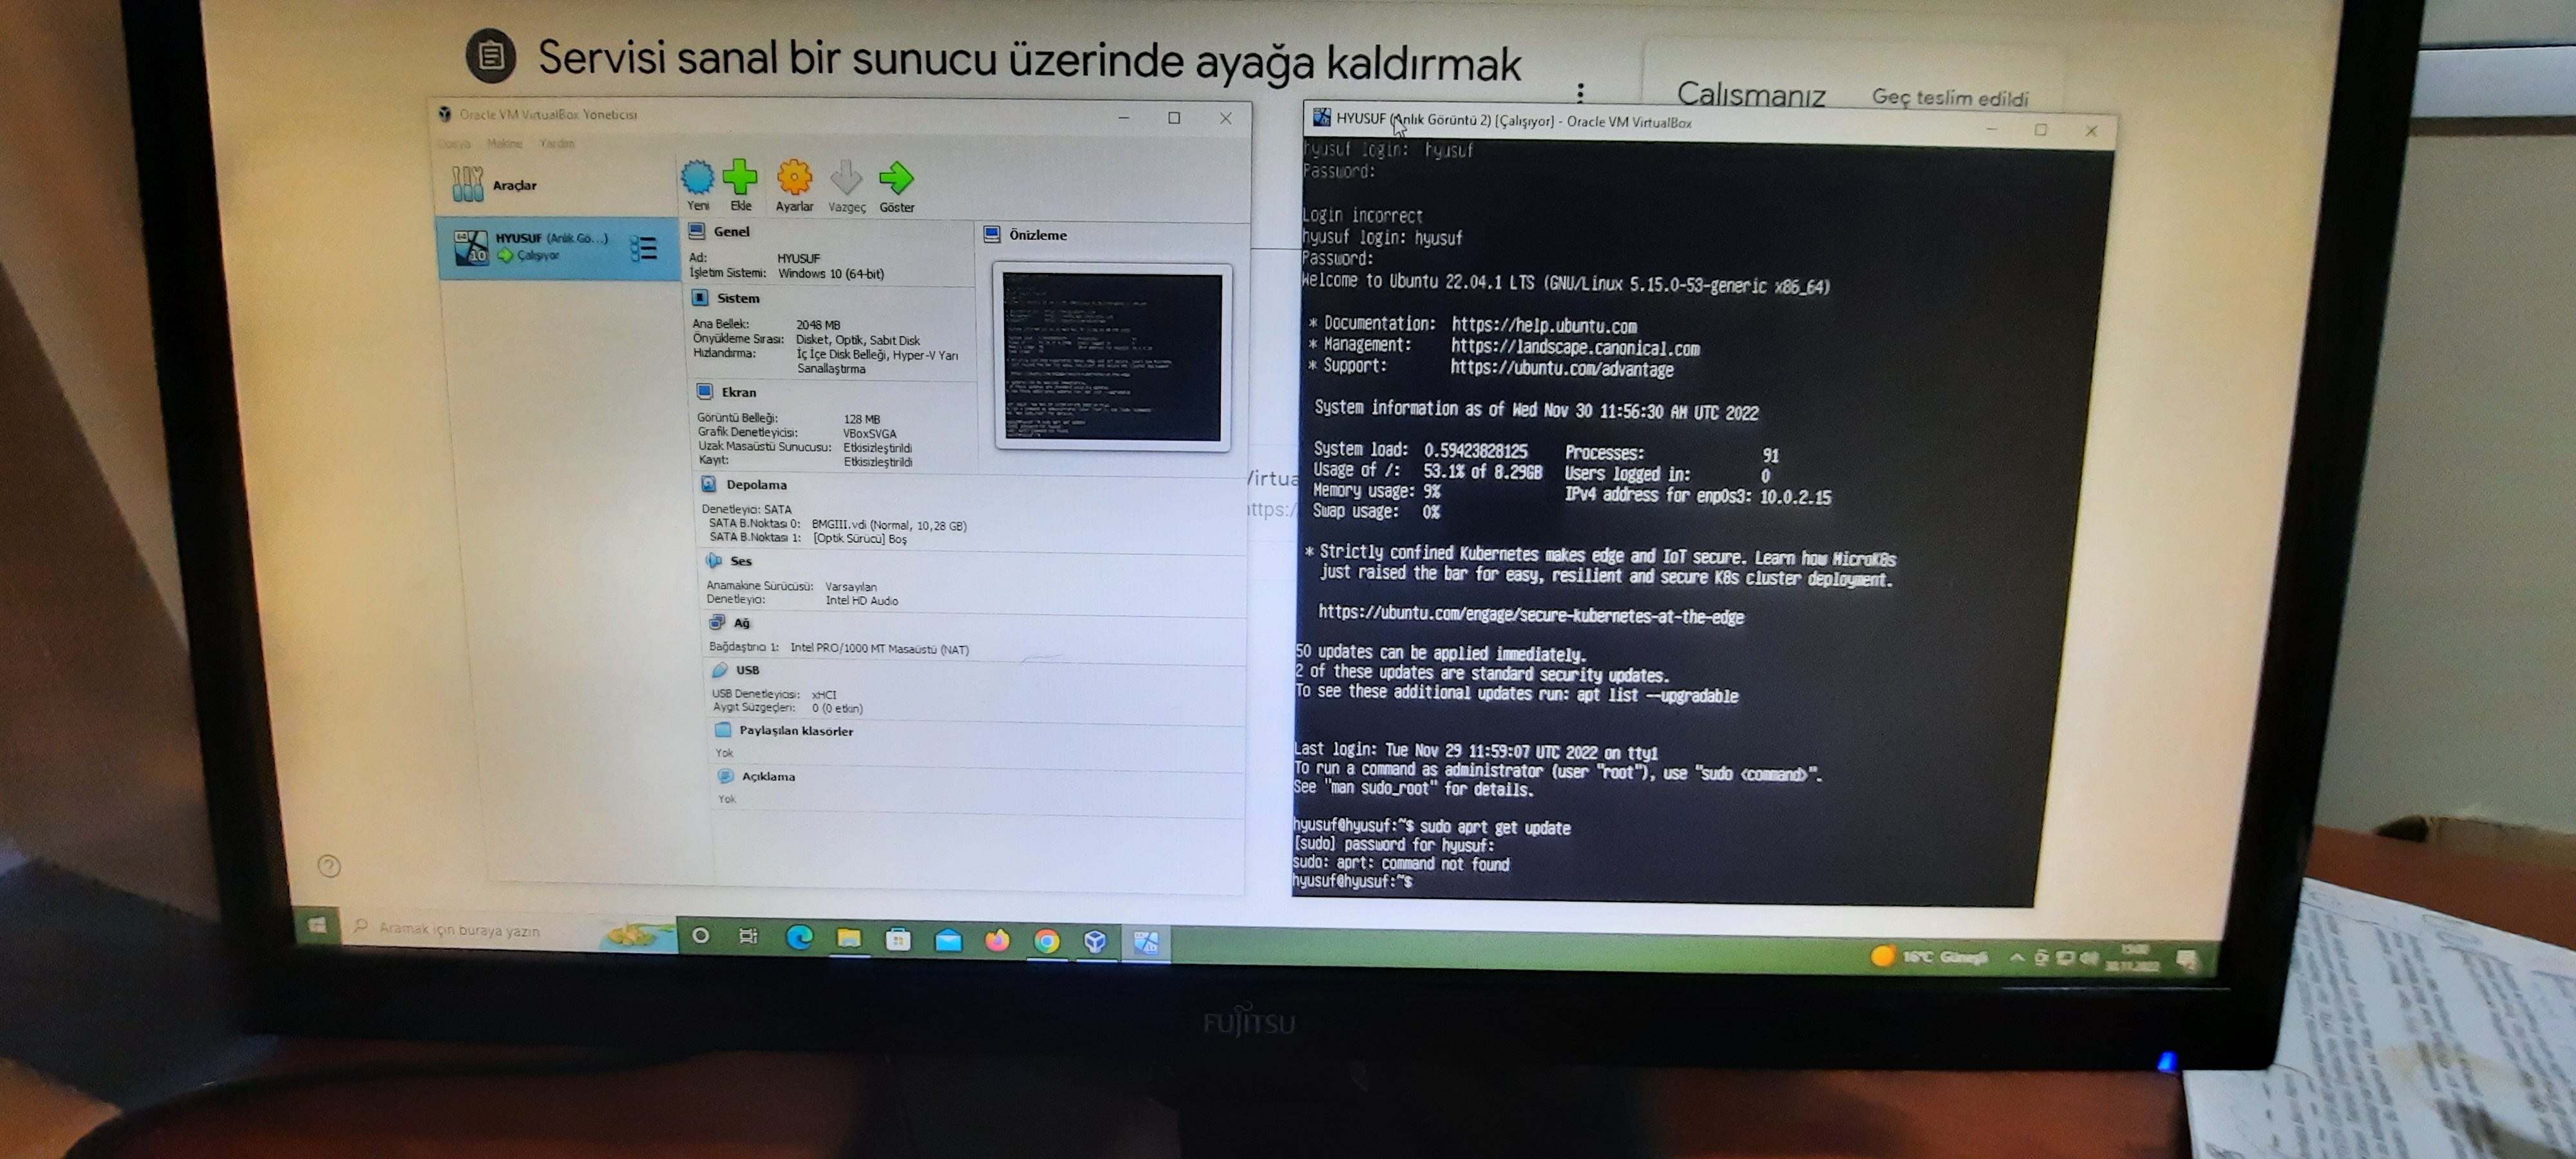 Servisi sanal bir sunucu üzerinde ayağa kaldırmak
Çalışmanız
Geç teslim edildi
Oracle VM VirtualBox Yöneticisi
Dosya Makine Yardım
Araçlar
Yeni Ekle Ayarlar Vazgeç Göster
HYUSUF (Anlık Gö...)
Çalışıyor
Genel
Ad: HYUSUF
İşletim Sistemi: Windows 10 (64-bit)
Sistem
Ana Bellek: 2048 MB
Önyükleme Sırası: Disket, Optik, Sabit Disk
Hızlandırma: İç İçe Disk Belleği, Hyper-V Yarı
Sanallaştırma
Ekran
Görüntü Belleği: 128 MB
Grafik Denetleyicisi: VBoxSVGA
Uzak Masaüstü Sunucusu: Etkisizleştirildi
Kayıt: Etkisizleştirildi
Depolama
Denetleyici: SATA
SATA B.Noktası 0: BMGIII.vdi (Normal, 10,28 GB)
SATA B.Noktası 1: [Optik Sürücü] Boş
Ses
Anamakine Sürücüsü: Varsayılan
Denetleyici: Intel HD Audio
Ağ
Bağdaştırıcı 1: Intel PRO/1000 MT Masaüstü (NAT)
USB
USB Denetleyicisi: xHCI
Aygıt Süzgeçleri: 0 (0 etkin)
Paylaşılan klasörler
Yok
Açıklama
Yok
Önizleme
HYUSUF (Anlık Görüntü 2) [Çalışıyor] - Oracle VM VirtualBox
hyusuf login: hyusuf
Password:
Login incorrect
hyusuf login: hyusuf
Password:
Welcome to Ubuntu 22.04.1 LTS (GNU/Linux 5.15.0-53-generic x86_64)
* Documentation: https://help.ubuntu.com
* Management: https://landscape.canonical.com
* Support: https://ubuntu.com/advantage
System information as of Wed Nov 30 11:56:30 AM UTC 2022
System load: 0.59423828125 Processes: 91
Usage of /: 53.1% of 8.29GB Users logged in: 0
Memory usage: 9% IPv4 address for enp0s3: 10.0.2.15
Swap usage: 0%
* Strictly confined Kubernetes makes edge and IoT secure. Learn how MicroK8s
just raised the bar for easy, resilient and secure K8s cluster deployment.
https://ubuntu.com/engage/secure-kubernetes-at-the-edge
50 updates can be applied immediately.
2 of these updates are standard security updates.
To see these additional updates run: apt list --upgradable
Last login: Tue Nov 29 11:59:07 UTC 2022 on tty1
To run a command as administrator (user "root"), use "sudo <command>".
See "man sudo_root" for details.
hyusuf@hyusuf:~$ sudo aprt get update
[sudo] password for hyusuf:
sudo: aprt: command not found
hyusuf@hyusuf:~$
Aramak için buraya yazın
16°C Güneşli
FUJITSU